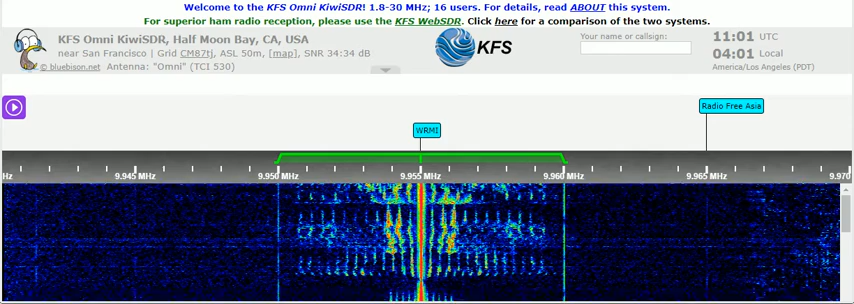 Welcome to the KFS Omni KiwiSDR! 1.8-30 MHz; 16 users. For details, read ABOUT this system.
For superior ham radio reception, please use the KFS WebSDR. Click here for a comparison of the two systems.
KFS Omni KiwiSDR, Half Moon Bay, CA, USA
near San Francisco | Grid CM87tj, ASL 50m, [map], SNR 34:34 dB
© bluebison.net Antenna: "Omni" (TCI 530)
KFS
Your name or callsign:
11:01 UTC
04:01 Local
America/Los Angeles (PDT)
Radio Free Asia
WRMI
Hz 9.945 MHz 9.950 MHz 9.955 MHz 9.960 MHz 9.965 MHz 9.970